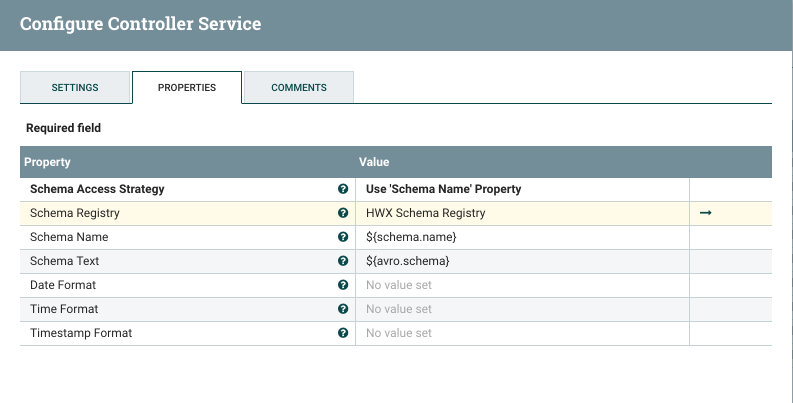 Configure Controller Service
SETTINGS PROPERTIES COMMENTS
Required field
Property Value
Schema Access Strategy ? Use 'Schema Name' Property
Schema Registry ? HWX Schema Registry →
Schema Name ? ${schema.name}
Schema Text ? ${avro.schema}
Date Format ? No value set
Time Format ? No value set
Timestamp Format ? No value set